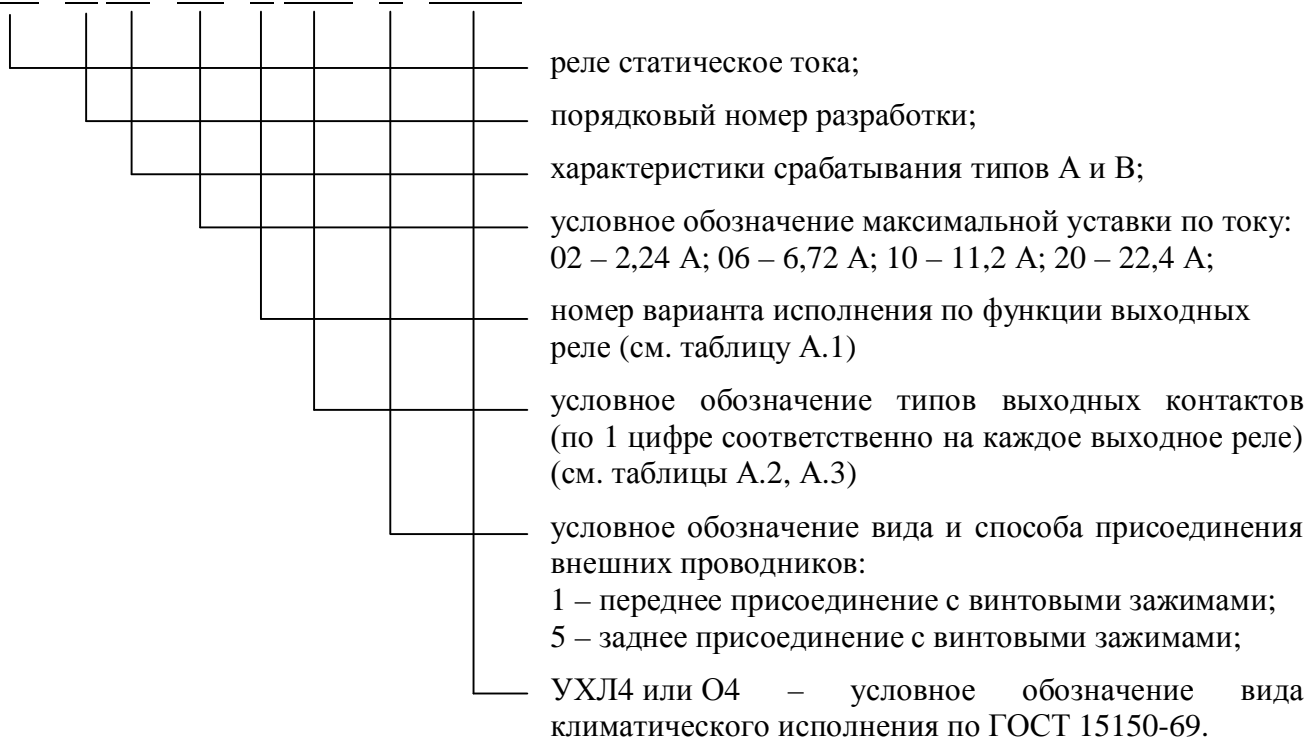 реле статическое тока;
порядковый номер разработки;
характеристики срабатывания типов А и В;
условное обозначение максимальной уставки по току:
02 – 2,24 А; 06 – 6,72 А; 10 – 11,2 А; 20 – 22,4 А;
номер варианта исполнения по функции выходных
реле (см. таблицу А.1)
условное обозначение типов выходных контактов
(по 1 цифре соответственно на каждое выходное реле)
(см. таблицы А.2, А.3)
условное обозначение вида и способа присоединения
внешних проводников:
1 – переднее присоединение с винтовыми зажимами;
5 – заднее присоединение с винтовыми зажимами;
УХЛ4 или О4 – условное обозначение вида
климатического исполнения по ГОСТ 15150-69.